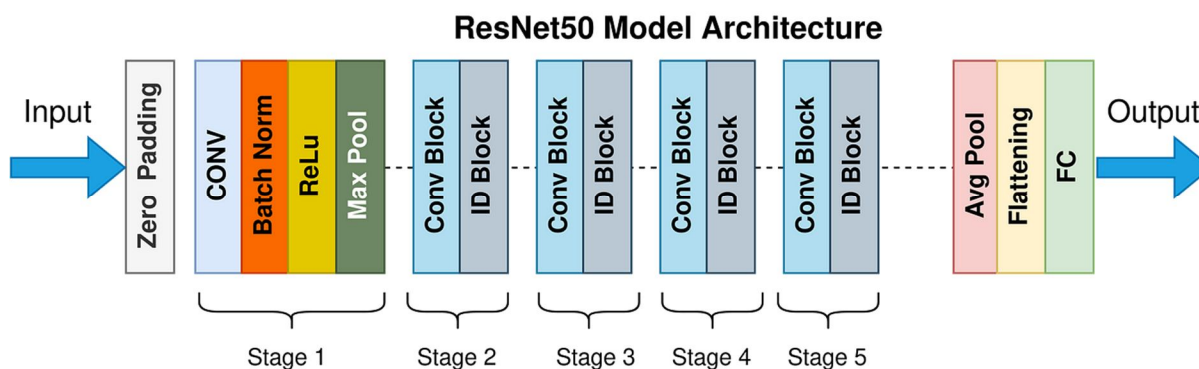 ResNet50 Model Architecture
Input
Zero Padding
CONV
Batch Norm
ReLu
Max Pool
Conv Block
ID Block
Conv Block
ID Block
Conv Block
ID Block
Conv Block
ID Block
Avg Pool
Flattening
FC
Output
Stage 1
Stage 2
Stage 3
Stage 4
Stage 5